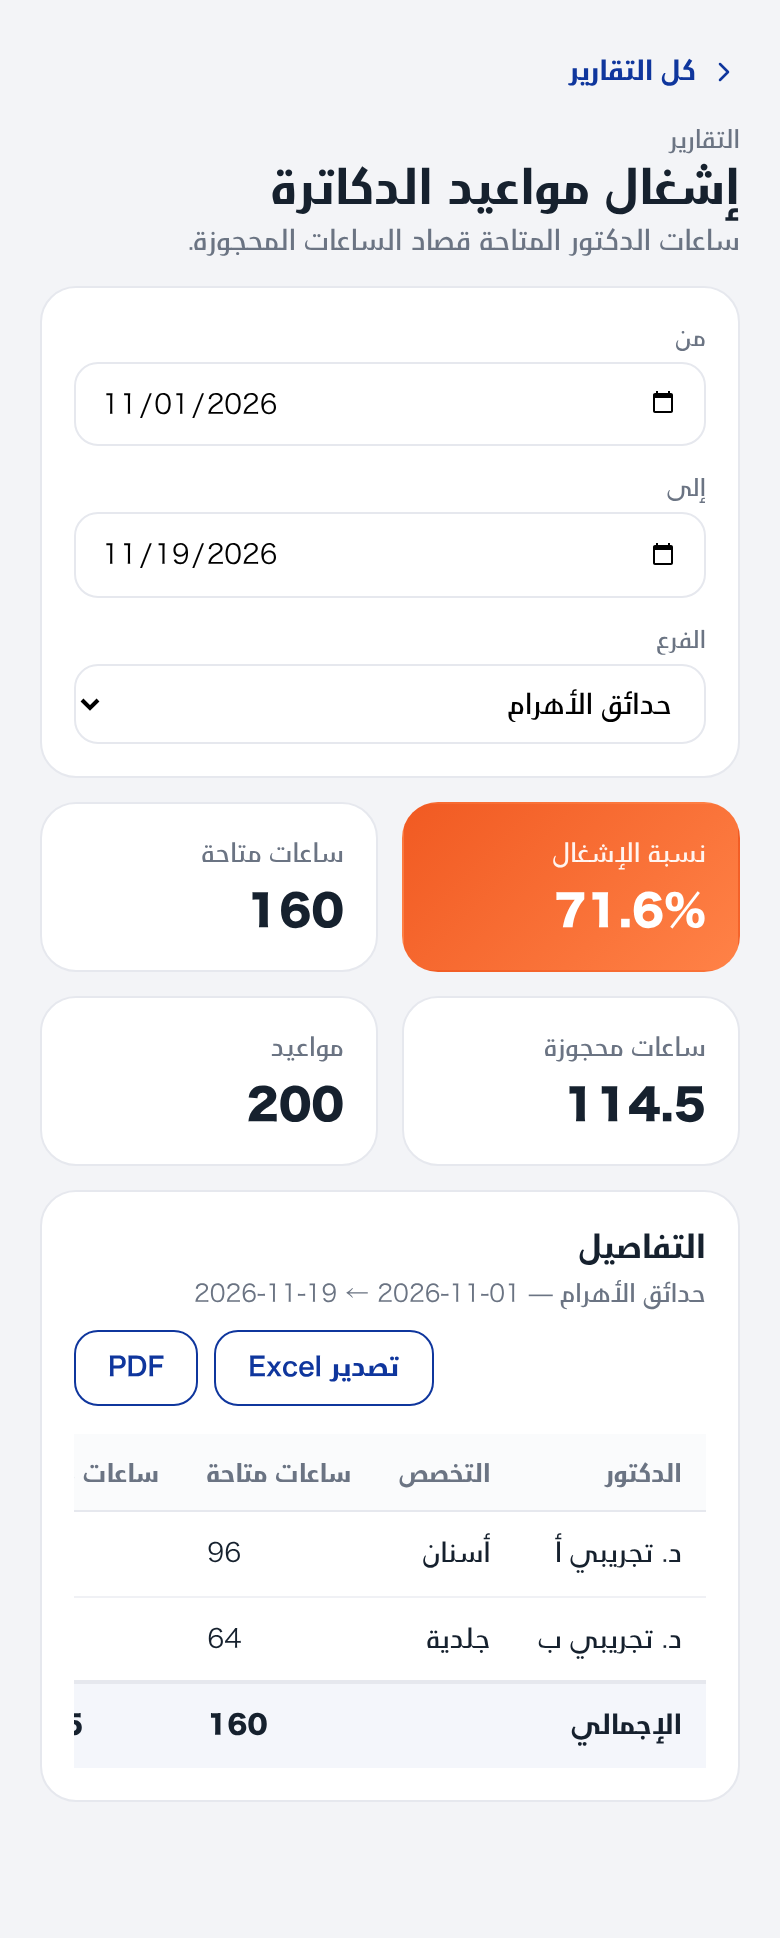 كل التقارير
التقارير
إشغال مواعيد الدكاترة
ساعات الدكتور المتاحة قصاد الساعات المحجوزة.
من
11/01/2026
إلى
11/19/2026
الفرع
حدائق الأهرام
نسبة الإشغال
71.6%
ساعات متاحة
160
ساعات محجوزة
114.5
مواعيد
200
التفاصيل
حدائق الأهرام — 2026-11-01 ← 2026-11-19
تصدير Excel
PDF
الدكتور التخصص ساعات متاحة ساعات
د. تجريبي أ أسنان 96
د. تجريبي ب جلدية 64
الإجمالي 160